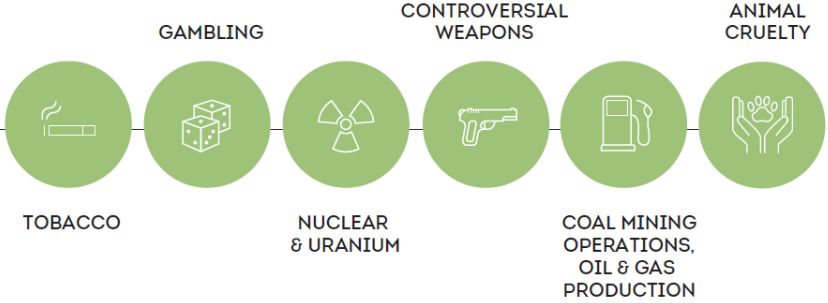 TOBACCO
GAMBLING
NUCLEAR
& URANIUM
CONTROVERSIAL
WEAPONS
COAL MINING
OPERATIONS,
OIL & GAS
PRODUCTION
ANIMAL
CRUELTY